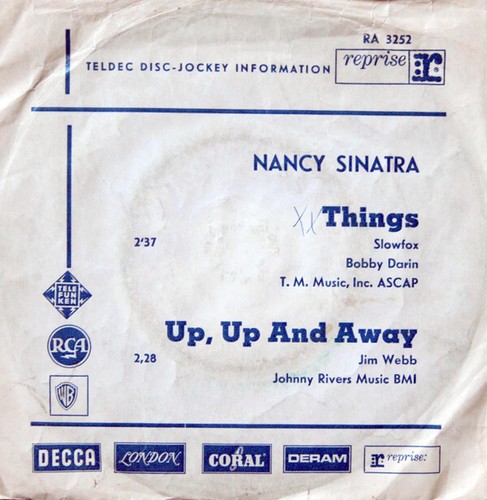 RA 3252
TELDEC DISC-JOCKEY INFORMATION
reprise
r
NANCY SINATRA
xx Things
2'37 Slowfox
Bobby Darin
T. M. Music, Inc. ASCAP
TELE
FUN
KEN
Up, Up And Away
RCA
2,28 Jim Webb
Johnny Rivers Music BMI
WB
DECCA LONDON CORAL DERAM r reprise: